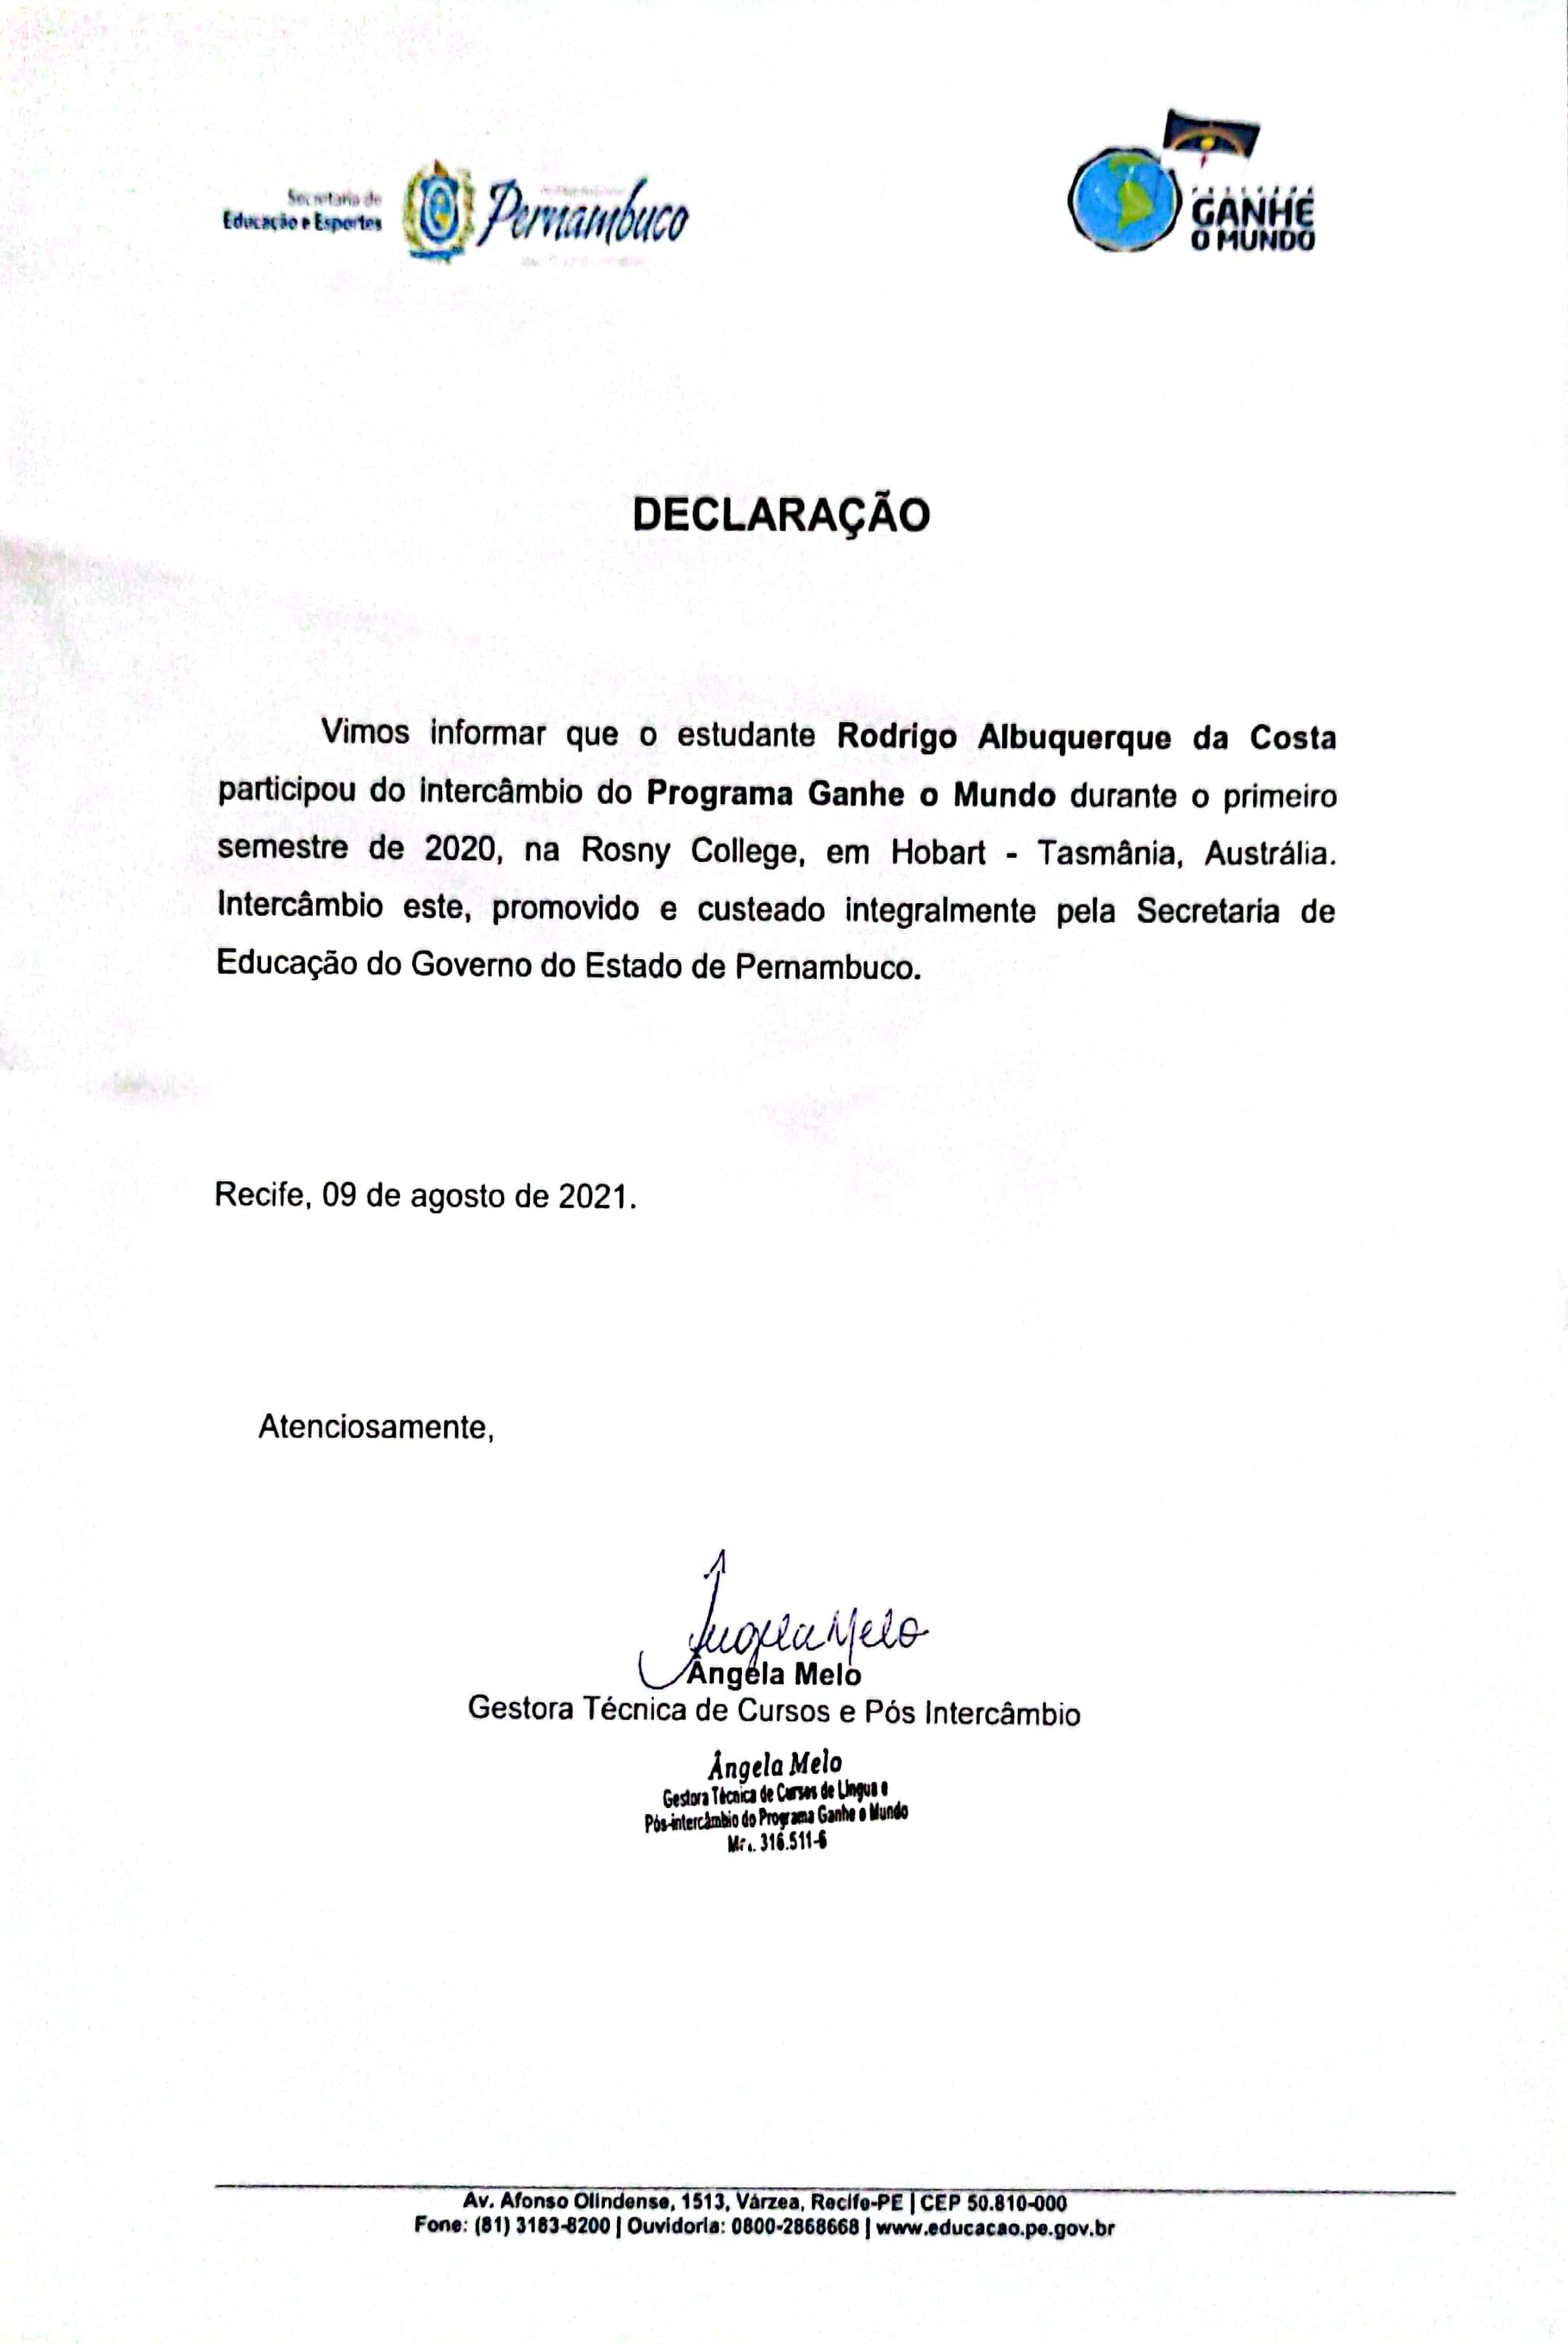 Secretaria de
Educação e Esportes
Pernambuco
GANHE
O MUNDO
DECLARAÇÃO
Vimos informar que o estudante Rodrigo Albuquerque da Costa
participou do intercâmbio do Programa Ganhe o Mundo durante o primeiro
semestre de 2020, na Rosny College, em Hobart - Tasmânia, Austrália.
Intercâmbio este, promovido e custeado integralmente pela Secretaria de
Educação do Governo do Estado de Pernambuco.
Recife, 09 de agosto de 2021.
Atenciosamente,
Ângela Melo
Ângela Melo
Gestora Técnica de Cursos e Pós Intercâmbio
Ângela Melo
Gestora Técnica de Cursos de Língua e
Pós-intercâmbio do Programa Ganhe o Mundo
316.511-6
Av. Afonso Olindense, 1513, Várzea, Recife-PE | CEP 50.810-000
Fone: (81) 3183-8200 | Ouvidoria: 0800-2868668 | www.educacao.pe.gov.br